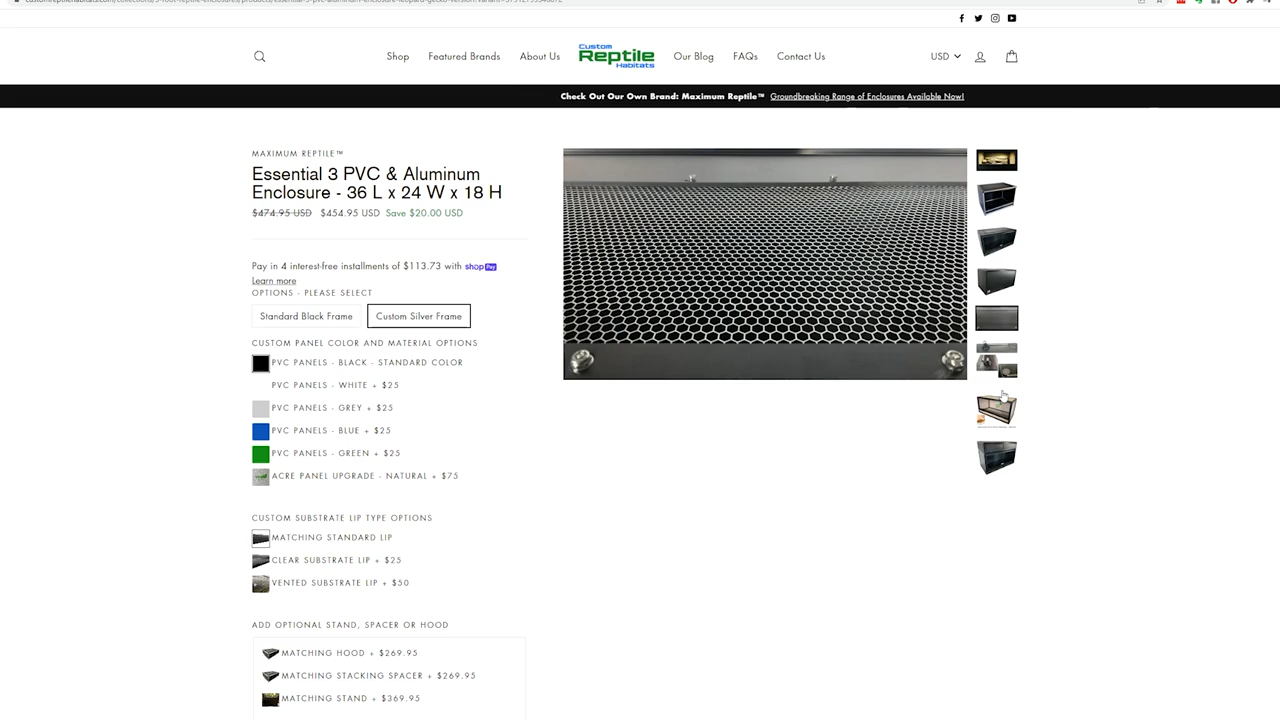 Shop
Featured Brands
About Us
Custom
Reptile
Habitats
Our Blog
FAQs
Contact Us
USD
Check Out Our Own Brand: Maximum Reptile™ Groundbreaking Range of Enclosures Available Now!
MAXIMUM REPTILE™
Essential 3 PVC & Aluminum
Enclosure - 36 L x 24 W x 18 H
$474.95 USD $454.95 USD Save $20.00 USD
Pay in 4 interest-free installments of $113.73 with shop Pay
Learn more
OPTIONS - PLEASE SELECT
Standard Black Frame
Custom Silver Frame
CUSTOM PANEL COLOR AND MATERIAL OPTIONS
PVC PANELS - BLACK - STANDARD COLOR
PVC PANELS - WHITE + $25
PVC PANELS - GREY + $25
PVC PANELS - BLUE + $25
PVC PANELS - GREEN + $25
ACRE PANEL UPGRADE - NATURAL + $75
CUSTOM SUBSTRATE LIP TYPE OPTIONS
MATCHING STANDARD LIP
CLEAR SUBSTRATE LIP + $25
VENTED SUBSTRATE LIP + $50
ADD OPTIONAL STAND, SPACER OR HOOD
MATCHING HOOD + $269.95
MATCHING STACKING SPACER + $269.95
MATCHING STAND + $369.95